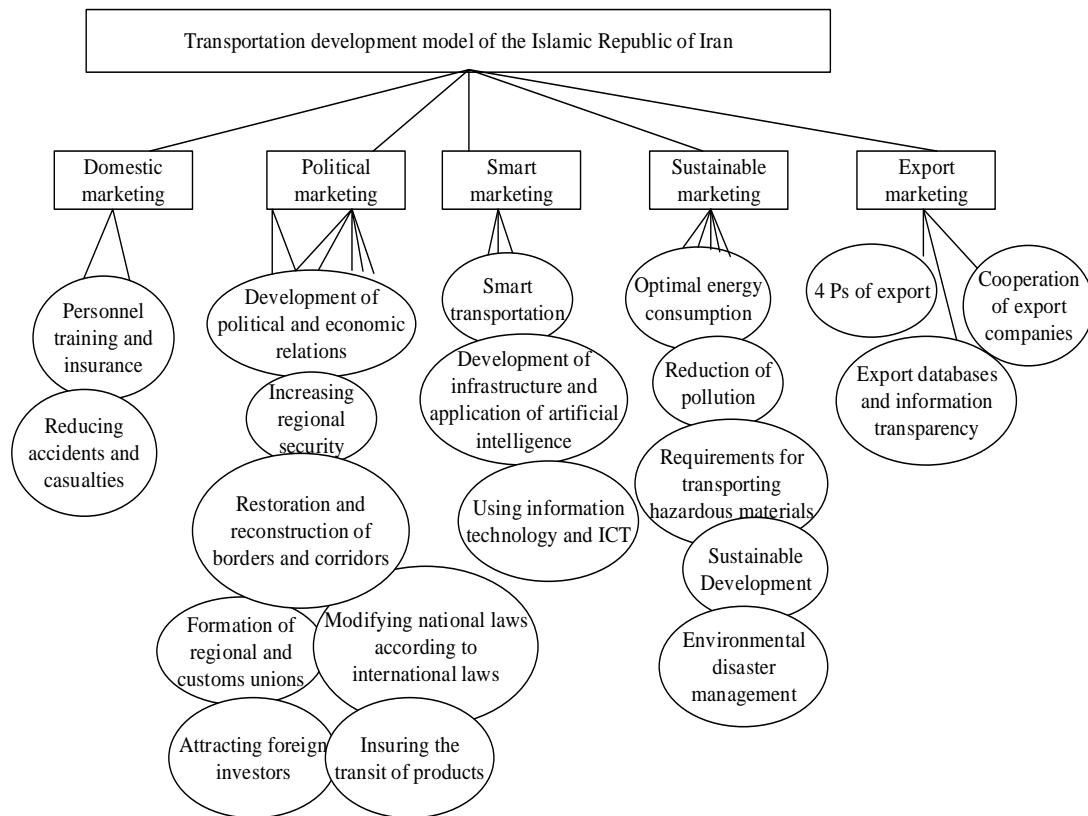 Transportation development model of the Islamic Republic of Iran
Domestic
marketing
Political
marketing
Smart
marketing
Sustainable
marketing
Export
marketing
Personnel
training and
insurance
Reducing
accidents and
casualties
Development of
political and economic
relations
Increasing
regional
security
Restoration and
reconstruction of
borders and corridors
Formation of
regional and
customs unions
Modifying national laws
according to
international laws
Attracting foreign
investors
Insuring the
transit of products
Smart
transportation
Development of
infrastructure and
application of artificial
intelligence
Using information
technology and ICT
Optimal energy
consumption
Reduction of
pollution
Requirements for
transporting
hazardous materials
Sustainable
Development
Environmental
disaster
management
4 Ps of export
Cooperation
of export
companies
Export databases
and information
transparency